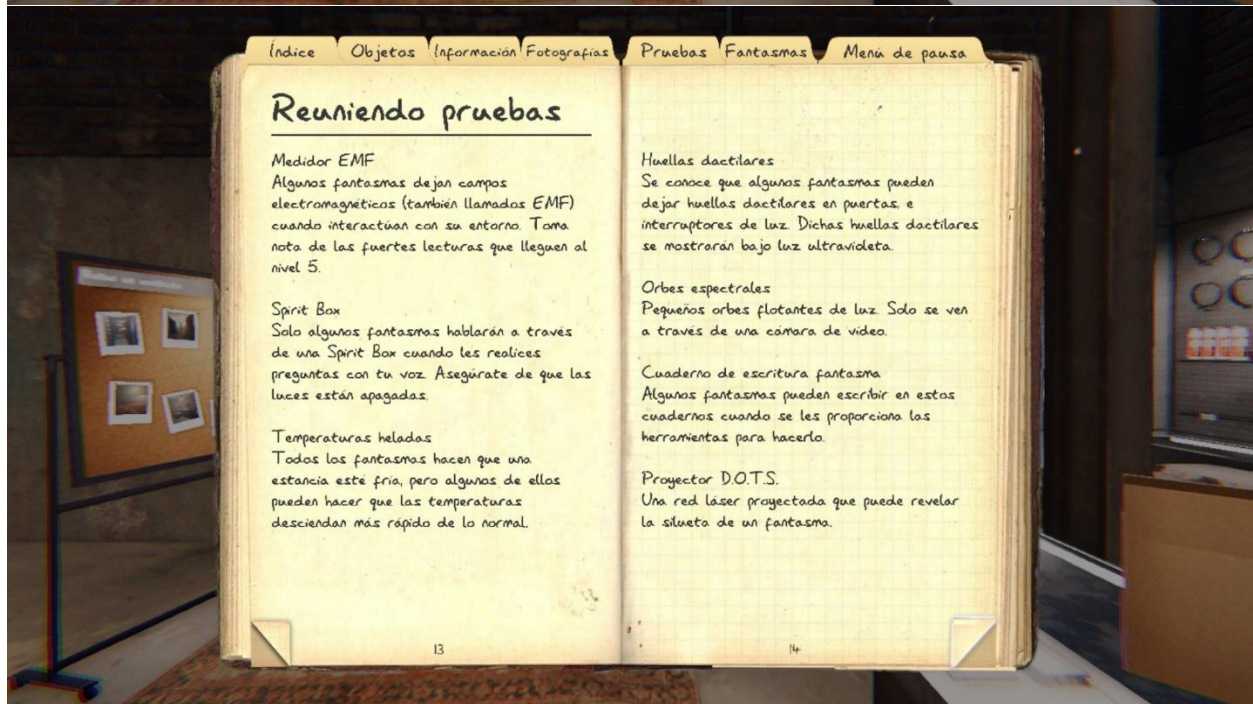 Índice Objetos Información Fotografías Pruebas Fantasmas Menú de pausa
Reuniendo pruebas
Medidor EMF
Algunos fantasmas dejan campos
electromagnéticos (también llamados EMF)
cuando interactúan con su entorno. Toma
nota de las fuertes lecturas que lleguen al
nivel 5.
Spirit Box
Solo algunos fantasmas hablarán a través
de una Spirit Box cuando les realices
preguntas con tu voz. Asegúrate de que las
luces están apagadas.
Temperaturas heladas
Todos los fantasmas hacen que una
estancia esté fría, pero algunos de ellos
pueden hacer que las temperaturas
desciendan más rápido de lo normal.
13
Huellas dactilares
Se conoce que algunos fantasmas pueden
dejar huellas dactilares en puertas, e
interruptores de luz. Dichas huellas dactilares
se mostrarán bajo luz ultravioleta.
Orbes espectrales
Pequeños orbes flotantes de luz. Solo se ven
a través de una cámara de video.
Cuaderno de escritura fantasma
Algunos fantasmas pueden escribir en estos
cuadernos cuando se les proporciona las
herramientas para hacerlo.
Proyector D.O.T.S.
Una red láser proyectada que puede revelar
la silueta de un fantasma.
14